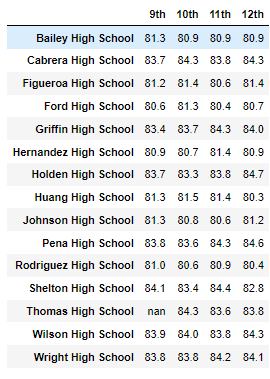 9th 10th 11th 12th
Bailey High School 81.3 80.9 80.9 80.9
Cabrera High School 83.7 84.3 83.8 84.3
Figueroa High School 81.2 81.4 80.6 81.4
Ford High School 80.6 81.3 80.4 80.7
Griffin High School 83.4 83.7 84.3 84.0
Hernandez High School 80.9 80.7 81.4 80.9
Holden High School 83.7 83.3 83.8 84.7
Huang High School 81.3 81.5 81.4 80.3
Johnson High School 81.3 80.8 80.6 81.2
Pena High School 83.8 83.6 84.3 84.6
Rodriguez High School 81.0 80.6 80.9 80.4
Shelton High School 84.1 83.4 84.4 82.8
Thomas High School nan 84.3 83.6 83.8
Wilson High School 83.9 84.0 83.8 84.3
Wright High School 83.8 83.8 84.2 84.1